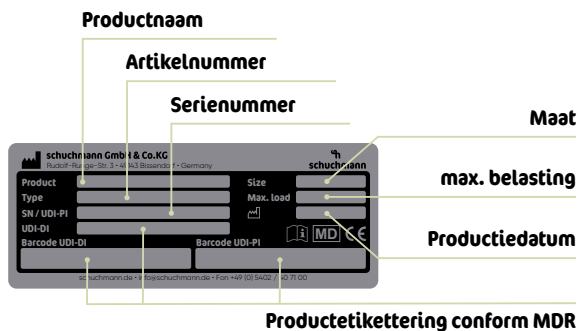 Productnaam
Artikelnummer
Serienummer
Maat
max. belasting
Productiedatum
schuchmann GmbH & Co.KG
Rudolf-Runge-Str. 3 • 49143 Bissendorf • Germany
schuchmann
Product
Size
Type
Max. load
SN / UDI-PI
UDI-DI
MD CE
Barcode UDI-DI
Barcode UDI-PI
schuchmann.de • info@schuchmann.de • Fon +49 (0) 5402 / 40 71 00
Productetikettering conform MDR